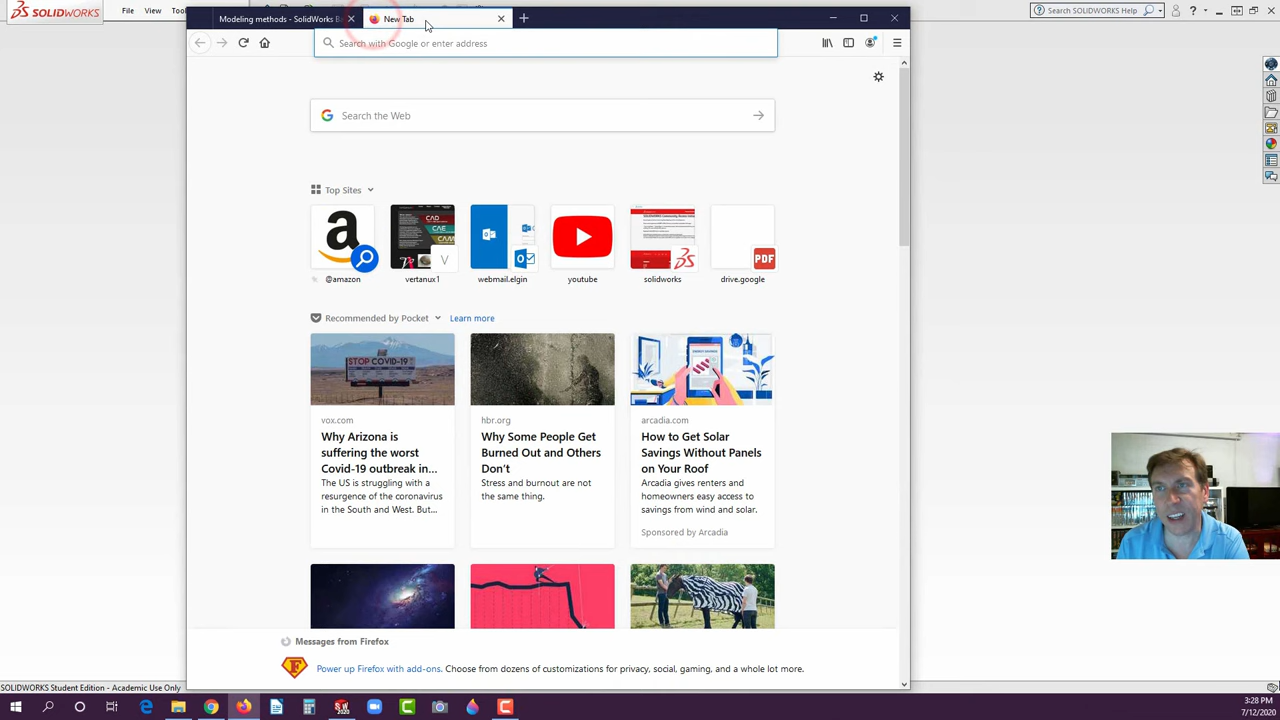 SOLIDWORKS
File
View
Tools
Search SOLIDWORKS Help
Modeling methods - SolidWorks Ba
New Tab
Search with Google or enter address
Search the Web
Top Sites
@amazon
vertanux1
webmail.elgin
youtube
solidworks
drive.google
CAD
CAE
CAM
V
PDF
Recommended by Pocket
Learn more
STOP COVID-19
vox.com
Why Arizona is
suffering the worst
Covid-19 outbreak in...
The US is struggling with a
resurgence of the coronavirus
in the South and West. But...
hbr.org
Why Some People Get
Burned Out and Others
Don't
Stress and burnout are not
the same thing.
arcadia.com
How to Get Solar
Savings Without Panels
on Your Roof
Arcadia gives renters and
homeowners easy access to
savings from wind and solar.
Sponsored by Arcadia
Messages from Firefox
Power up Firefox with add-ons. Choose from dozens of customizations for privacy, social, gaming, and a whole lot more.
SOLIDWORKS Student Edition - Academic Use Only
3:28 PM
7/12/2020